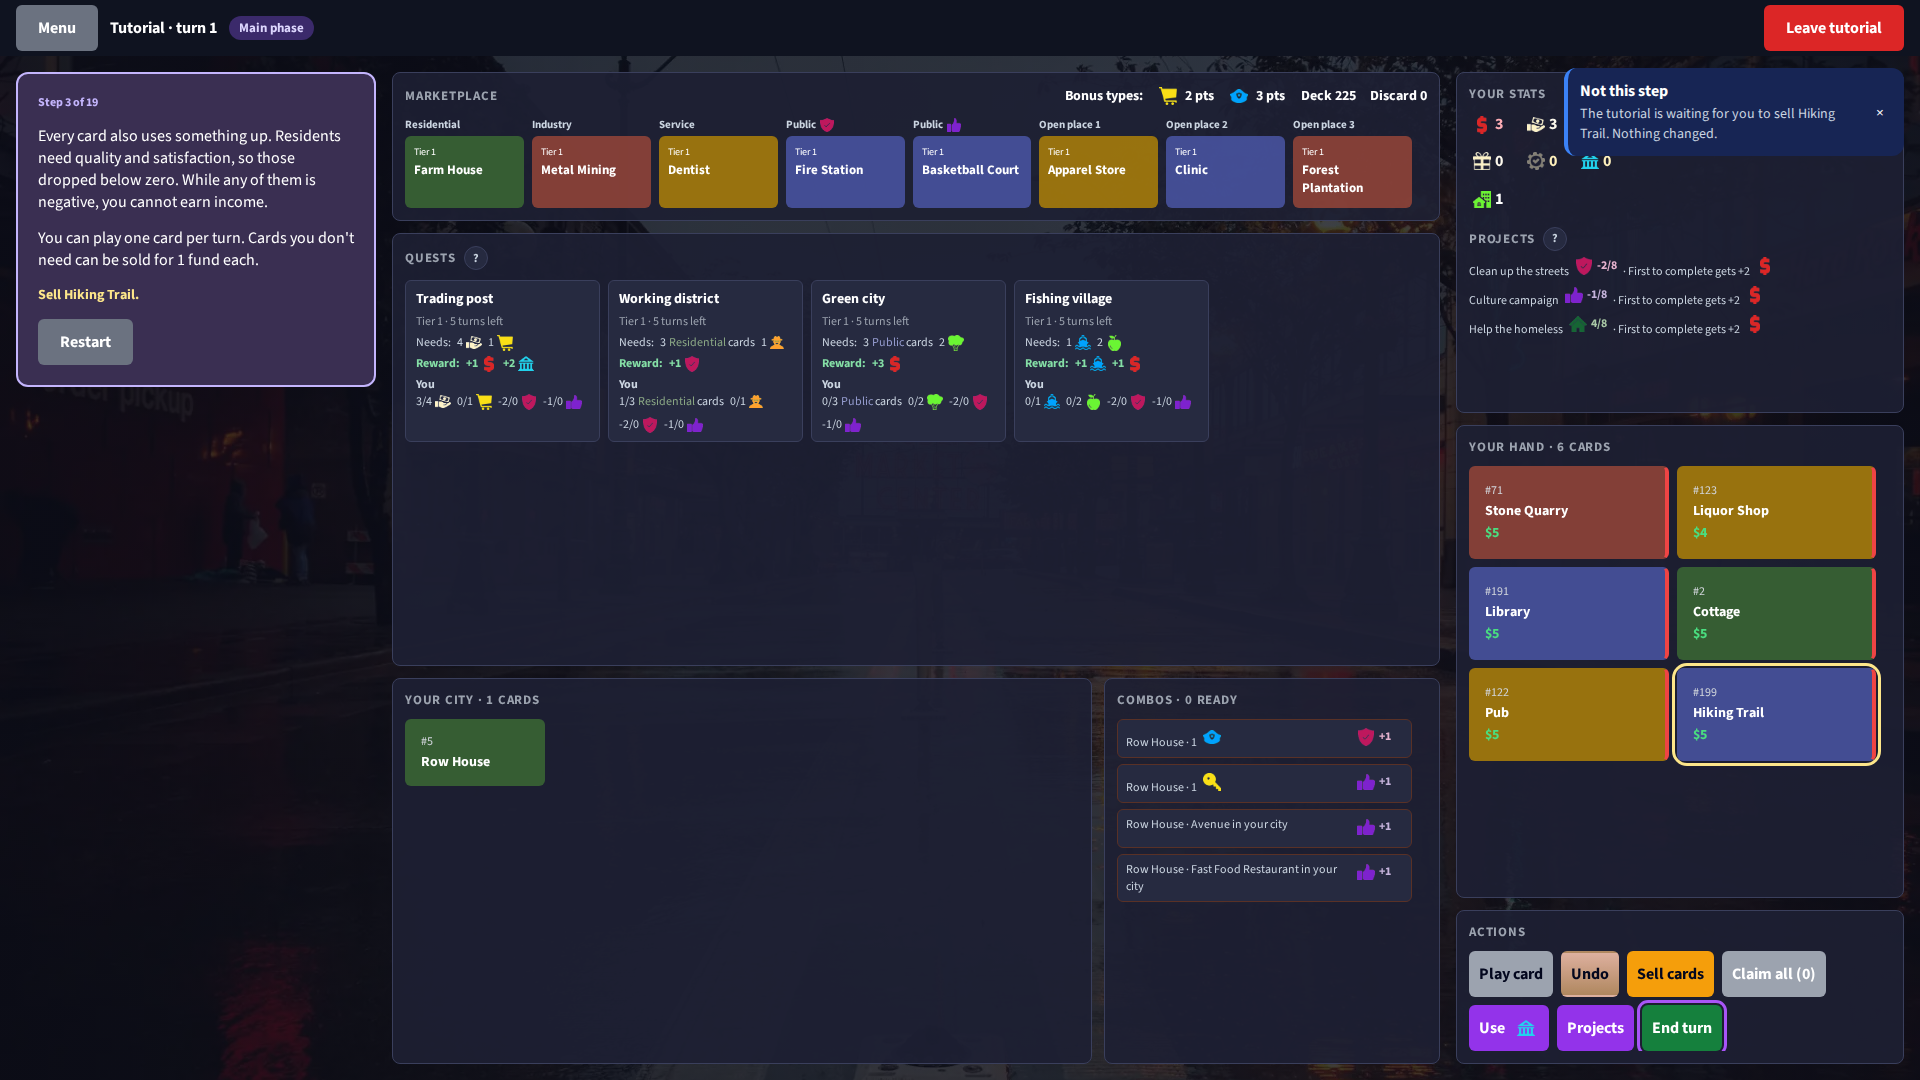 Menu
Tutorial · turn 1
Main phase
Leave tutorial
Step 3 of 19
Every card also uses something up. Residents
need quality and satisfaction, so those
dropped below zero. While any of them is
negative, you cannot earn income.
You can play one card per turn. Cards you don't
need can be sold for 1 fund each.
Sell Hiking Trail.
Restart
MARKETPLACE
Bonus types: 2 pts 3 pts Deck 225 Discard 0
Residential
Tier 1
Farm House
Industry
Tier 1
Metal Mining
Service
Tier 1
Dentist
Public
Tier 1
Fire Station
Public
Tier 1
Basketball Court
Open place 1
Tier 1
Apparel Store
Open place 2
Tier 1
Clinic
Open place 3
Tier 1
Forest
Plantation
QUESTS ?
Trading post
Tier 1 · 5 turns left
Needs: 4 1
Reward: +1 +2
You
3/4 0/1 -2/0 -1/0
Working district
Tier 1 · 5 turns left
Needs: 3 Residential cards 1
Reward: +1
You
1/3 Residential cards 0/1
-2/0 -1/0
Green city
Tier 1 · 5 turns left
Needs: 3 Public cards 2
Reward: +3
You
0/3 Public cards 0/2 -2/0
-1/0
Fishing village
Tier 1 · 5 turns left
Needs: 1 2
Reward: +1 +1
You
0/1 0/2 -2/0 -1/0
YOUR CITY · 1 CARDS
#5
Row House
COMBOS · 0 READY
Row House · 1 +1
Row House · 1 +1
Row House · Avenue in your city +1
Row House · Fast Food Restaurant in your +1
city
YOUR STATS
Not this step
The tutorial is waiting for you to sell Hiking
Trail. Nothing changed.
×
3 3
0 0 0
1
PROJECTS ?
Clean up the streets -2/8 · First to complete gets +2
Culture campaign -1/8 · First to complete gets +2
Help the homeless 4/8 · First to complete gets +2
YOUR HAND · 6 CARDS
#71
Stone Quarry
$5
#123
Liquor Shop
$4
#191
Library
$5
#2
Cottage
$5
#122
Pub
$5
#199
Hiking Trail
$5
ACTIONS
Play card
Undo
Sell cards
Claim all (0)
Use
Projects
End turn